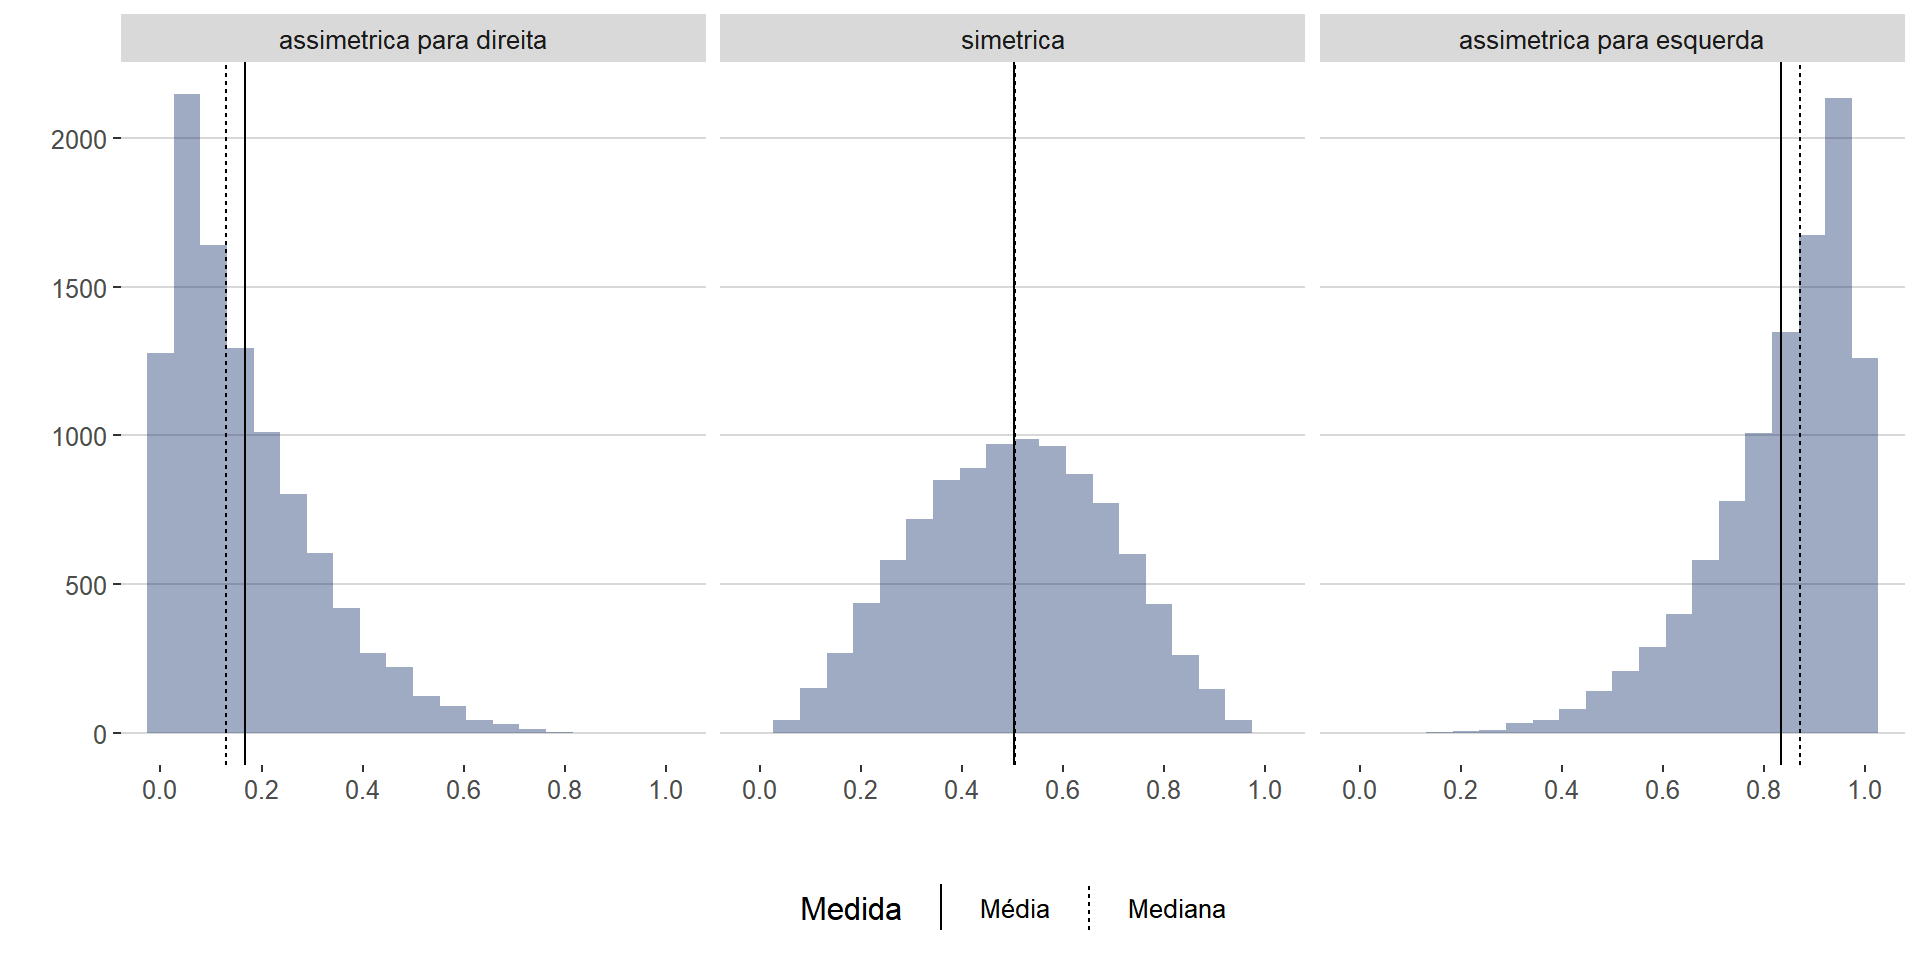 assimetrica para direita
simetrica
assimetrica para esquerda
2000
1500
1000
500
0
0.0 0.2 0.4 0.6 0.8 1.0
0.0 0.2 0.4 0.6 0.8 1.0
0.0 0.2 0.4 0.6 0.8 1.0
Medida Média Mediana